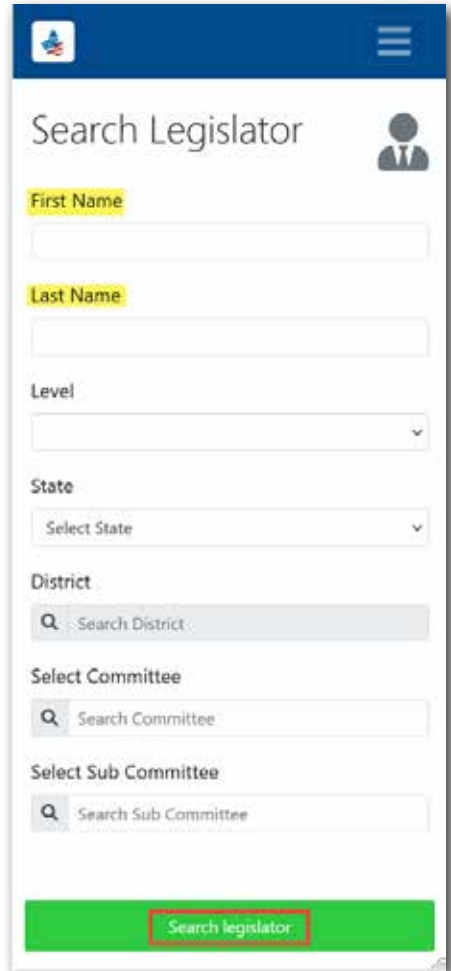 Search Legislator
First Name
Last Name
Level
State
Select State
District
Search District
Select Committee
Search Committee
Select Sub Committee
Search Sub Committee
Search legislator